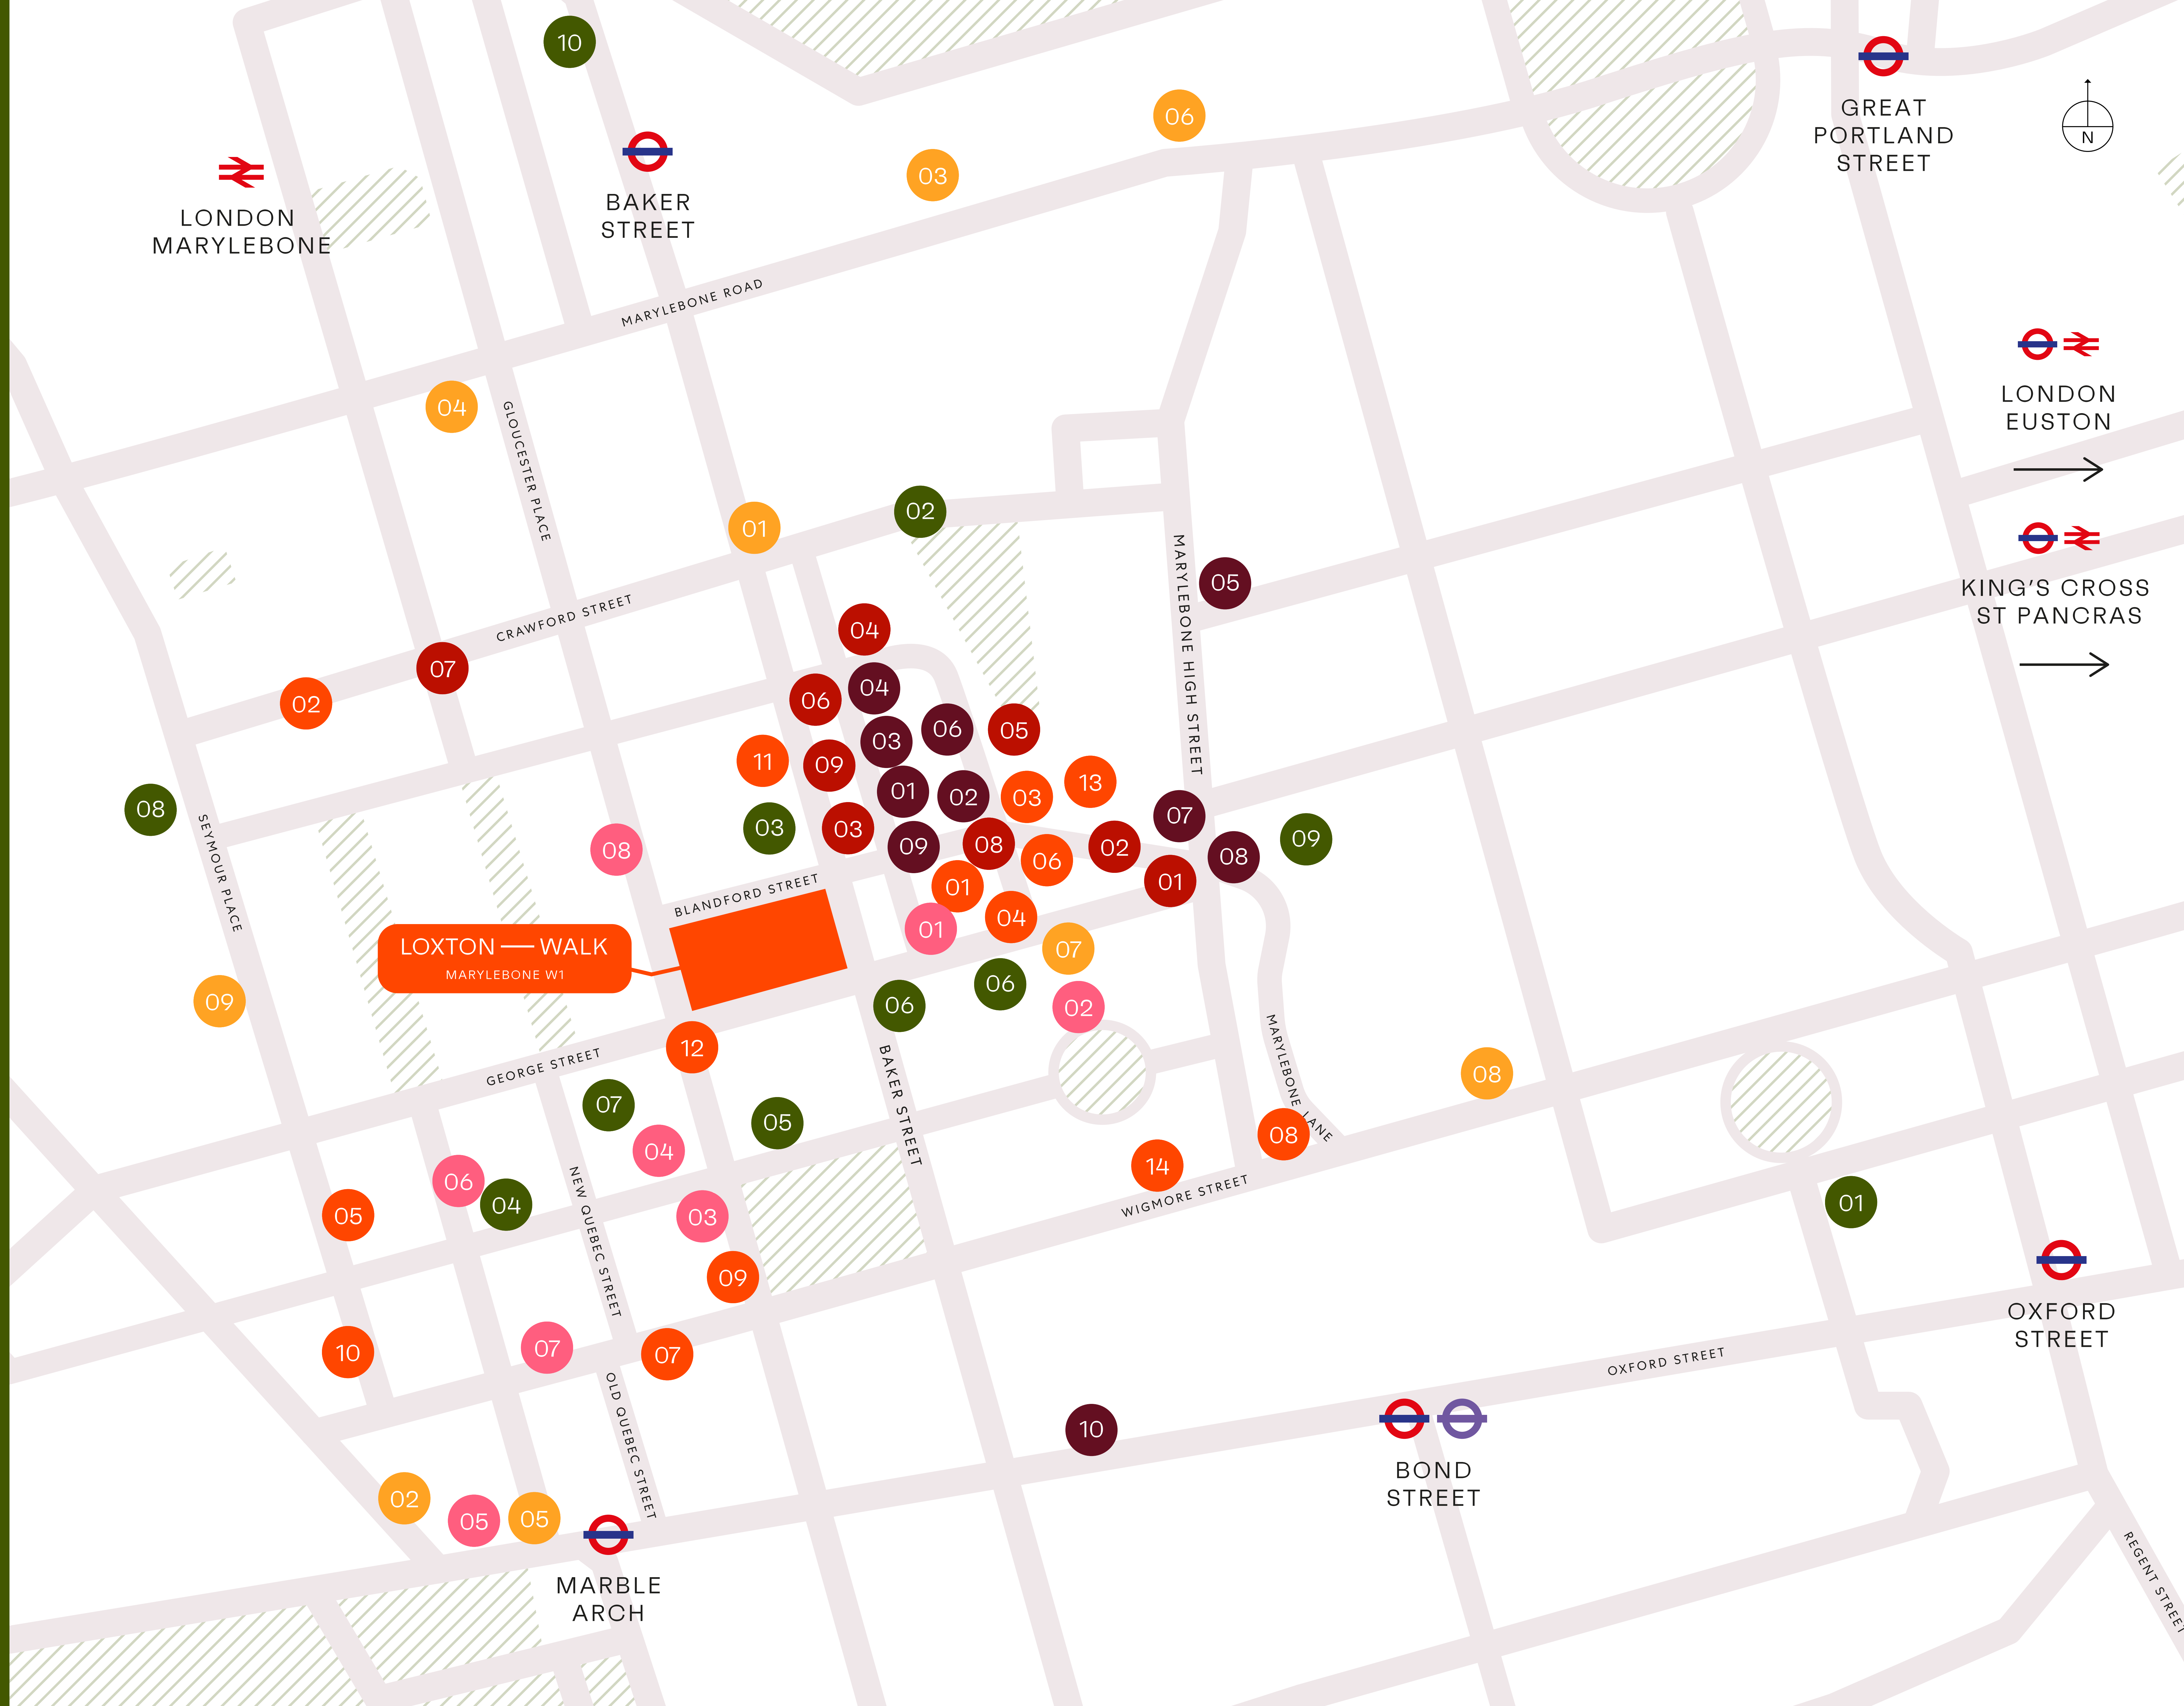 10
GREAT
PORTLAND
STREET
06
N
BAKER
STREET
03
LONDON
MARYLEBONE
MARYLEBONE ROAD
LONDON
EUSTON
04
GLOUCESTER PLACE
01
02
MARYLEBONE HIGH STREET
05
KING'S CROSS
ST PANCRAS
CRAWFORD STREET
04
07
02
06
04
03
06
05
11
09
01
02
03
13
08
SEYMOUR PLACE
08
03
03
09
08
06
02
07
08
09
01
BLANDFORD STREET
01
01
04
07
LOXTON — WALK
MARYLEBONE W1
09
06
06
02
12
GEORGE STREET
BAKER STREET
MARYLEBONE LANE
08
07
05
04
08
14
WIGMORE STREET
06
04
05
NEW QUEBEC STREET
03
01
09
OXFORD
STREET
10
07
07
OXFORD STREET
OLD QUEBEC STREET
10
BOND
STREET
02
05
05
MARBLE
ARCH
REGENT STREET